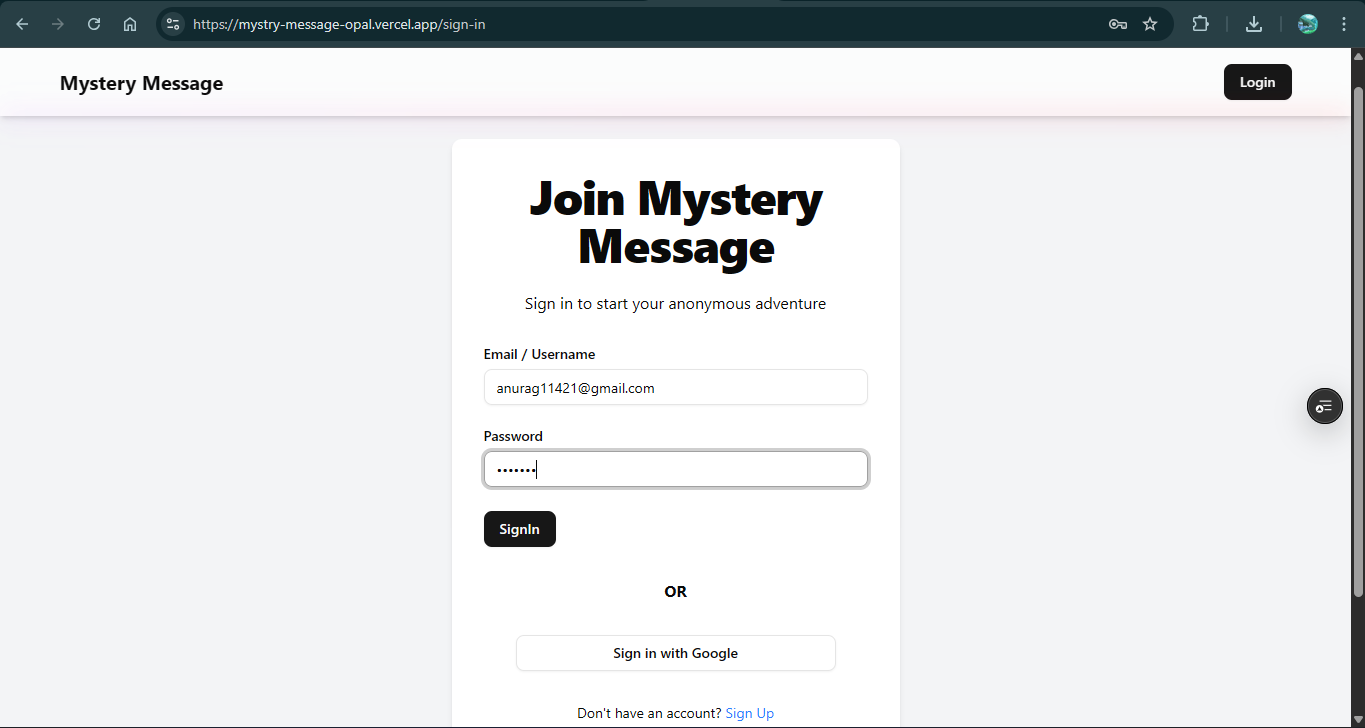 https://mystry-message-opal.vercel.app/sign-in
Mystery Message
Login
Join Mystery
Message
Sign in to start your anonymous adventure
Email / Username
anurag11421@gmail.com
Password
•••••••
SignIn
OR
Sign in with Google
Don't have an account? Sign Up